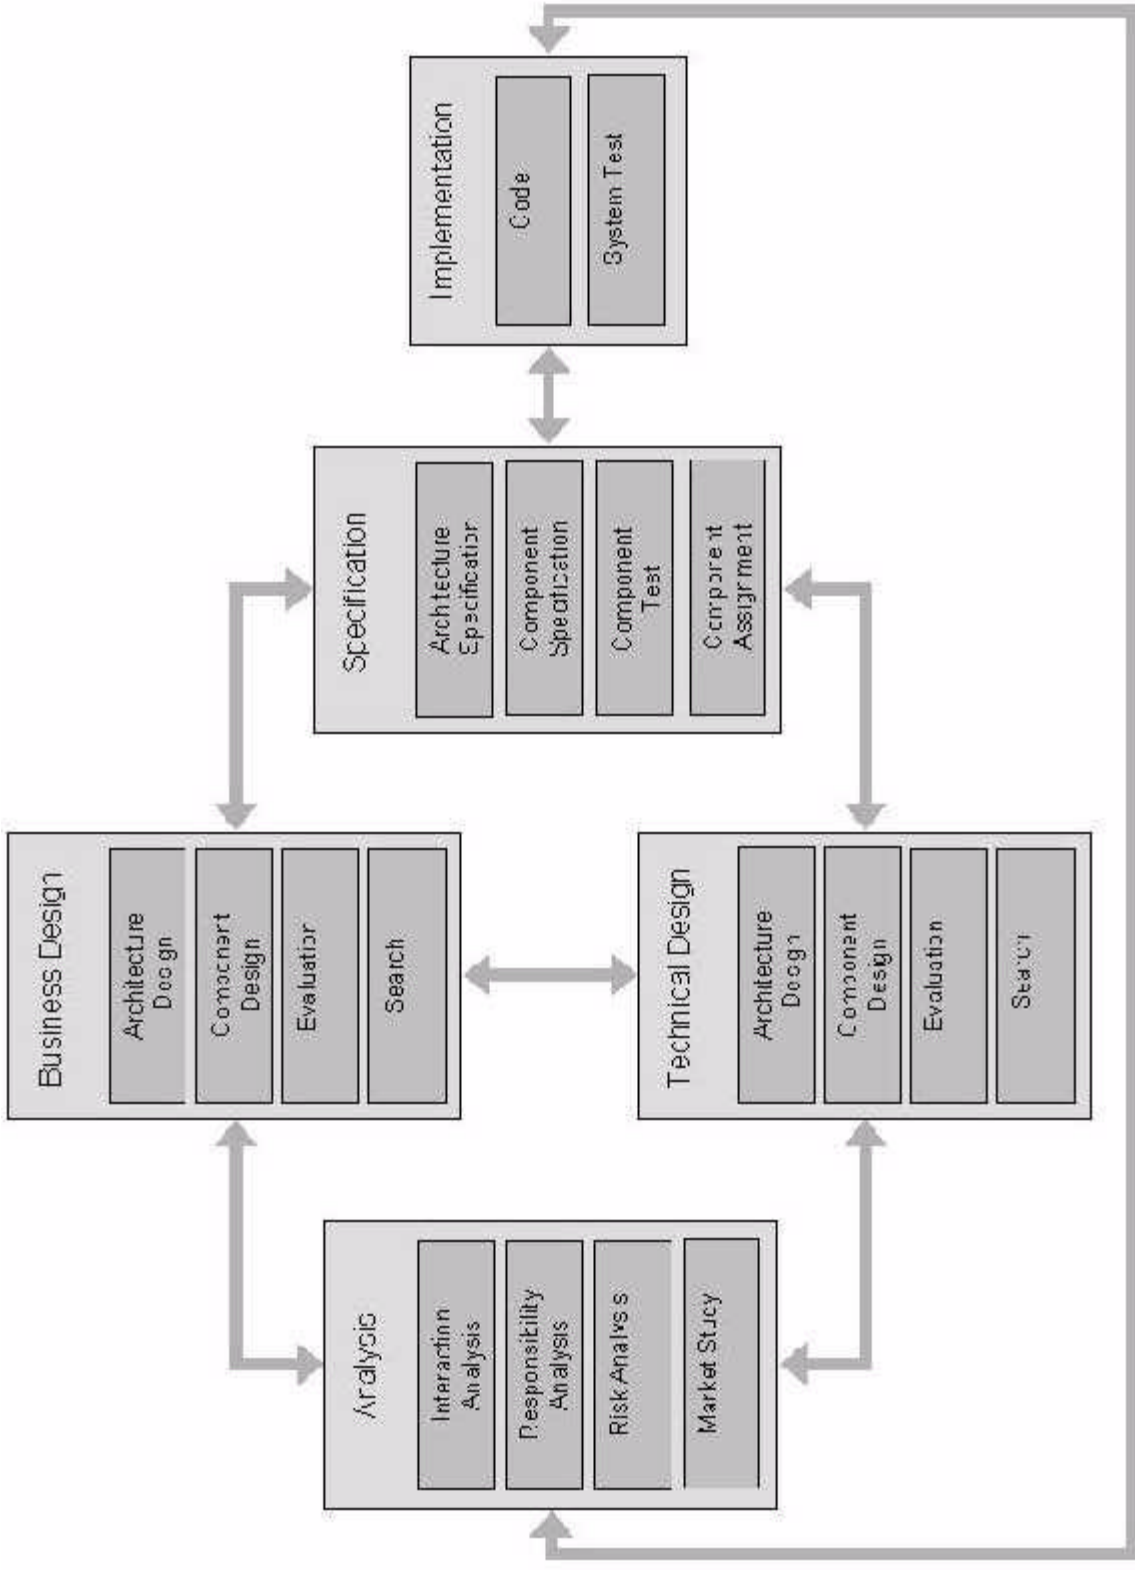 Analysis
Interaction
Analysis
Responsibility
Analysis
Risk Analysis
Market Study
Business Design
Architecture
Design
Component
Design
Evaluation
Search
Technical Design
Architecture
Design
Component
Design
Evaluation
Search
Specification
Architecture
Specification
Component
Specification
Component
Test
Component
Assignment
Implementation
Code
System Test